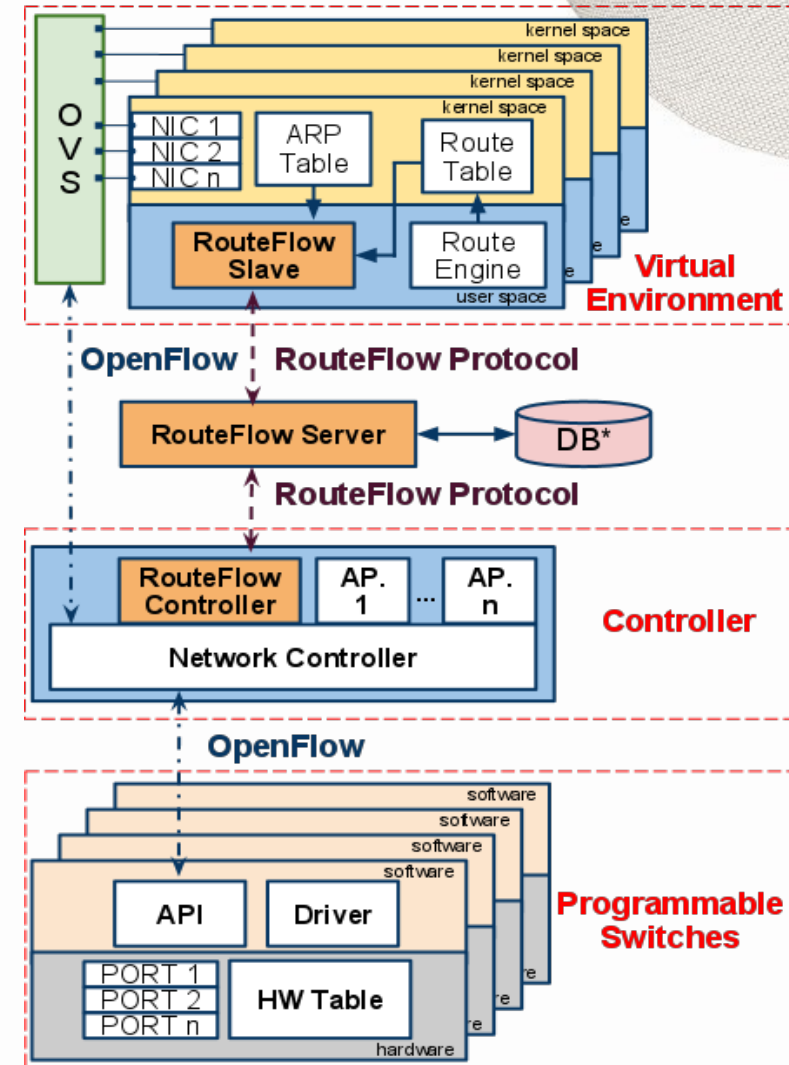 kernel space
kernel space
kernel space
kernel space
O
V
S
NIC 1
NIC 2
NIC n
ARP
Table
Route
Table
RouteFlow
Slave
Route
Engine
user space
e
e
e
Virtual
Environment
OpenFlow
RouteFlow Protocol
RouteFlow Server
DB*
RouteFlow Protocol
RouteFlow
Controller
AP.
1
...
AP.
n
Network Controller
Controller
OpenFlow
software
software
software
software
API
Driver
PORT 1
PORT 2
PORT n
HW Table
hardware
re
re
re
Programmable
Switches